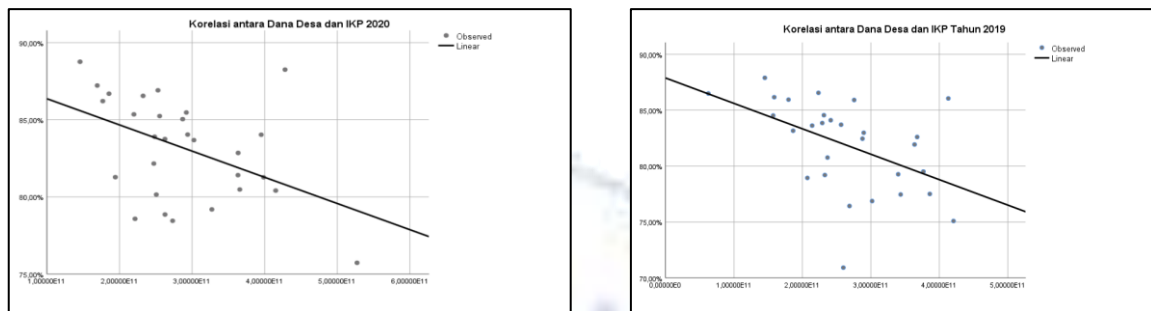 Korelasi antara Dana Desa dan IKP 2020
90,00%
85,00%
80,00%
75,00%
1,00000E11
2,00000E11
3,00000E11
4,00000E11
5,00000E11
6,00000E11
Observed
Linear
Korelasi antara Dana Desa dan IKP Tahun 2019
90,00%
85,00%
80,00%
75,00%
70,00%
0,00000E0
1,00000E11
2,00000E11
3,00000E11
4,00000E11
5,00000E11
Observed
Linear